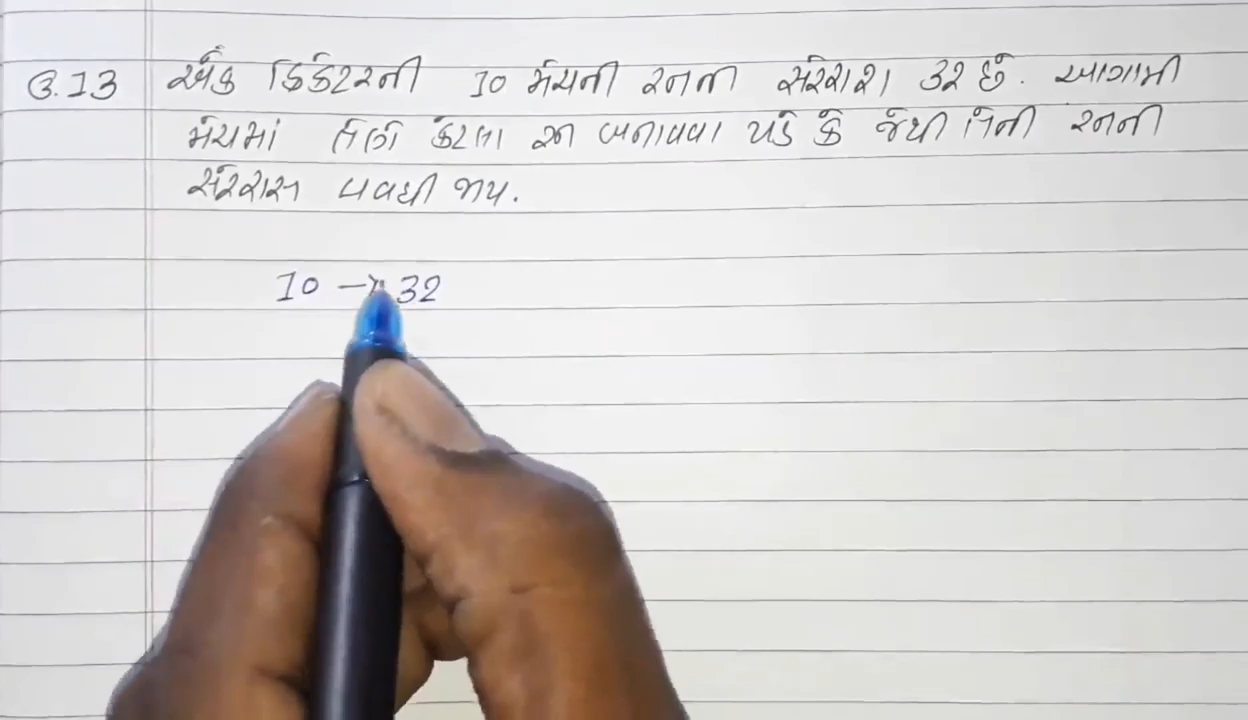 Q.13 એક ક્રિકેટરની 10 મેચની રનની સરેરાશ 32 છે. આગામી
મેચમાં તેણે કેટલા રન બનાવવા પડે કે જેથી તેની રનની
સરેરાશ 4 વધી જાય.
10 → 32